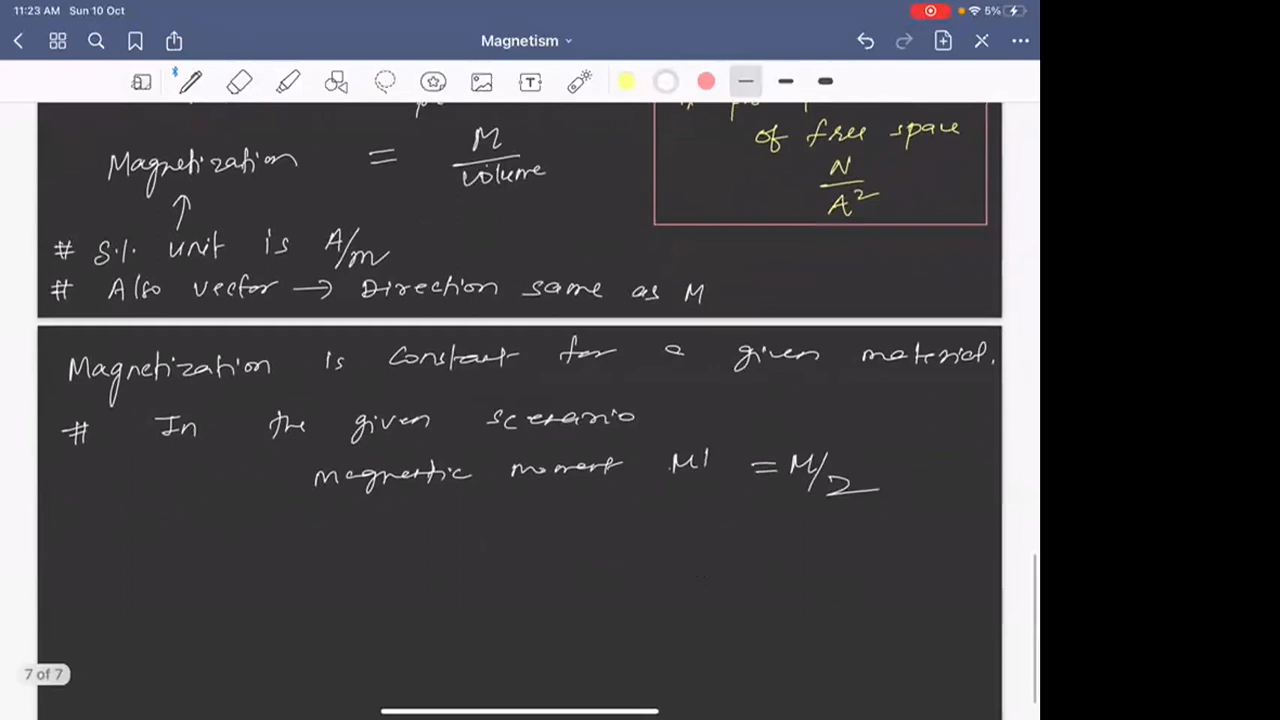 11:23 AM Sun 10 Oct
5%
Magnetism
of free space
Magnetization = M/volume
N/A²
# S.I. unit is A/m
# Also vector → Direction same as M
Magnetization is constant for a given material.
# In the given scenario
magnetic moment M' = M/2
7 of 7